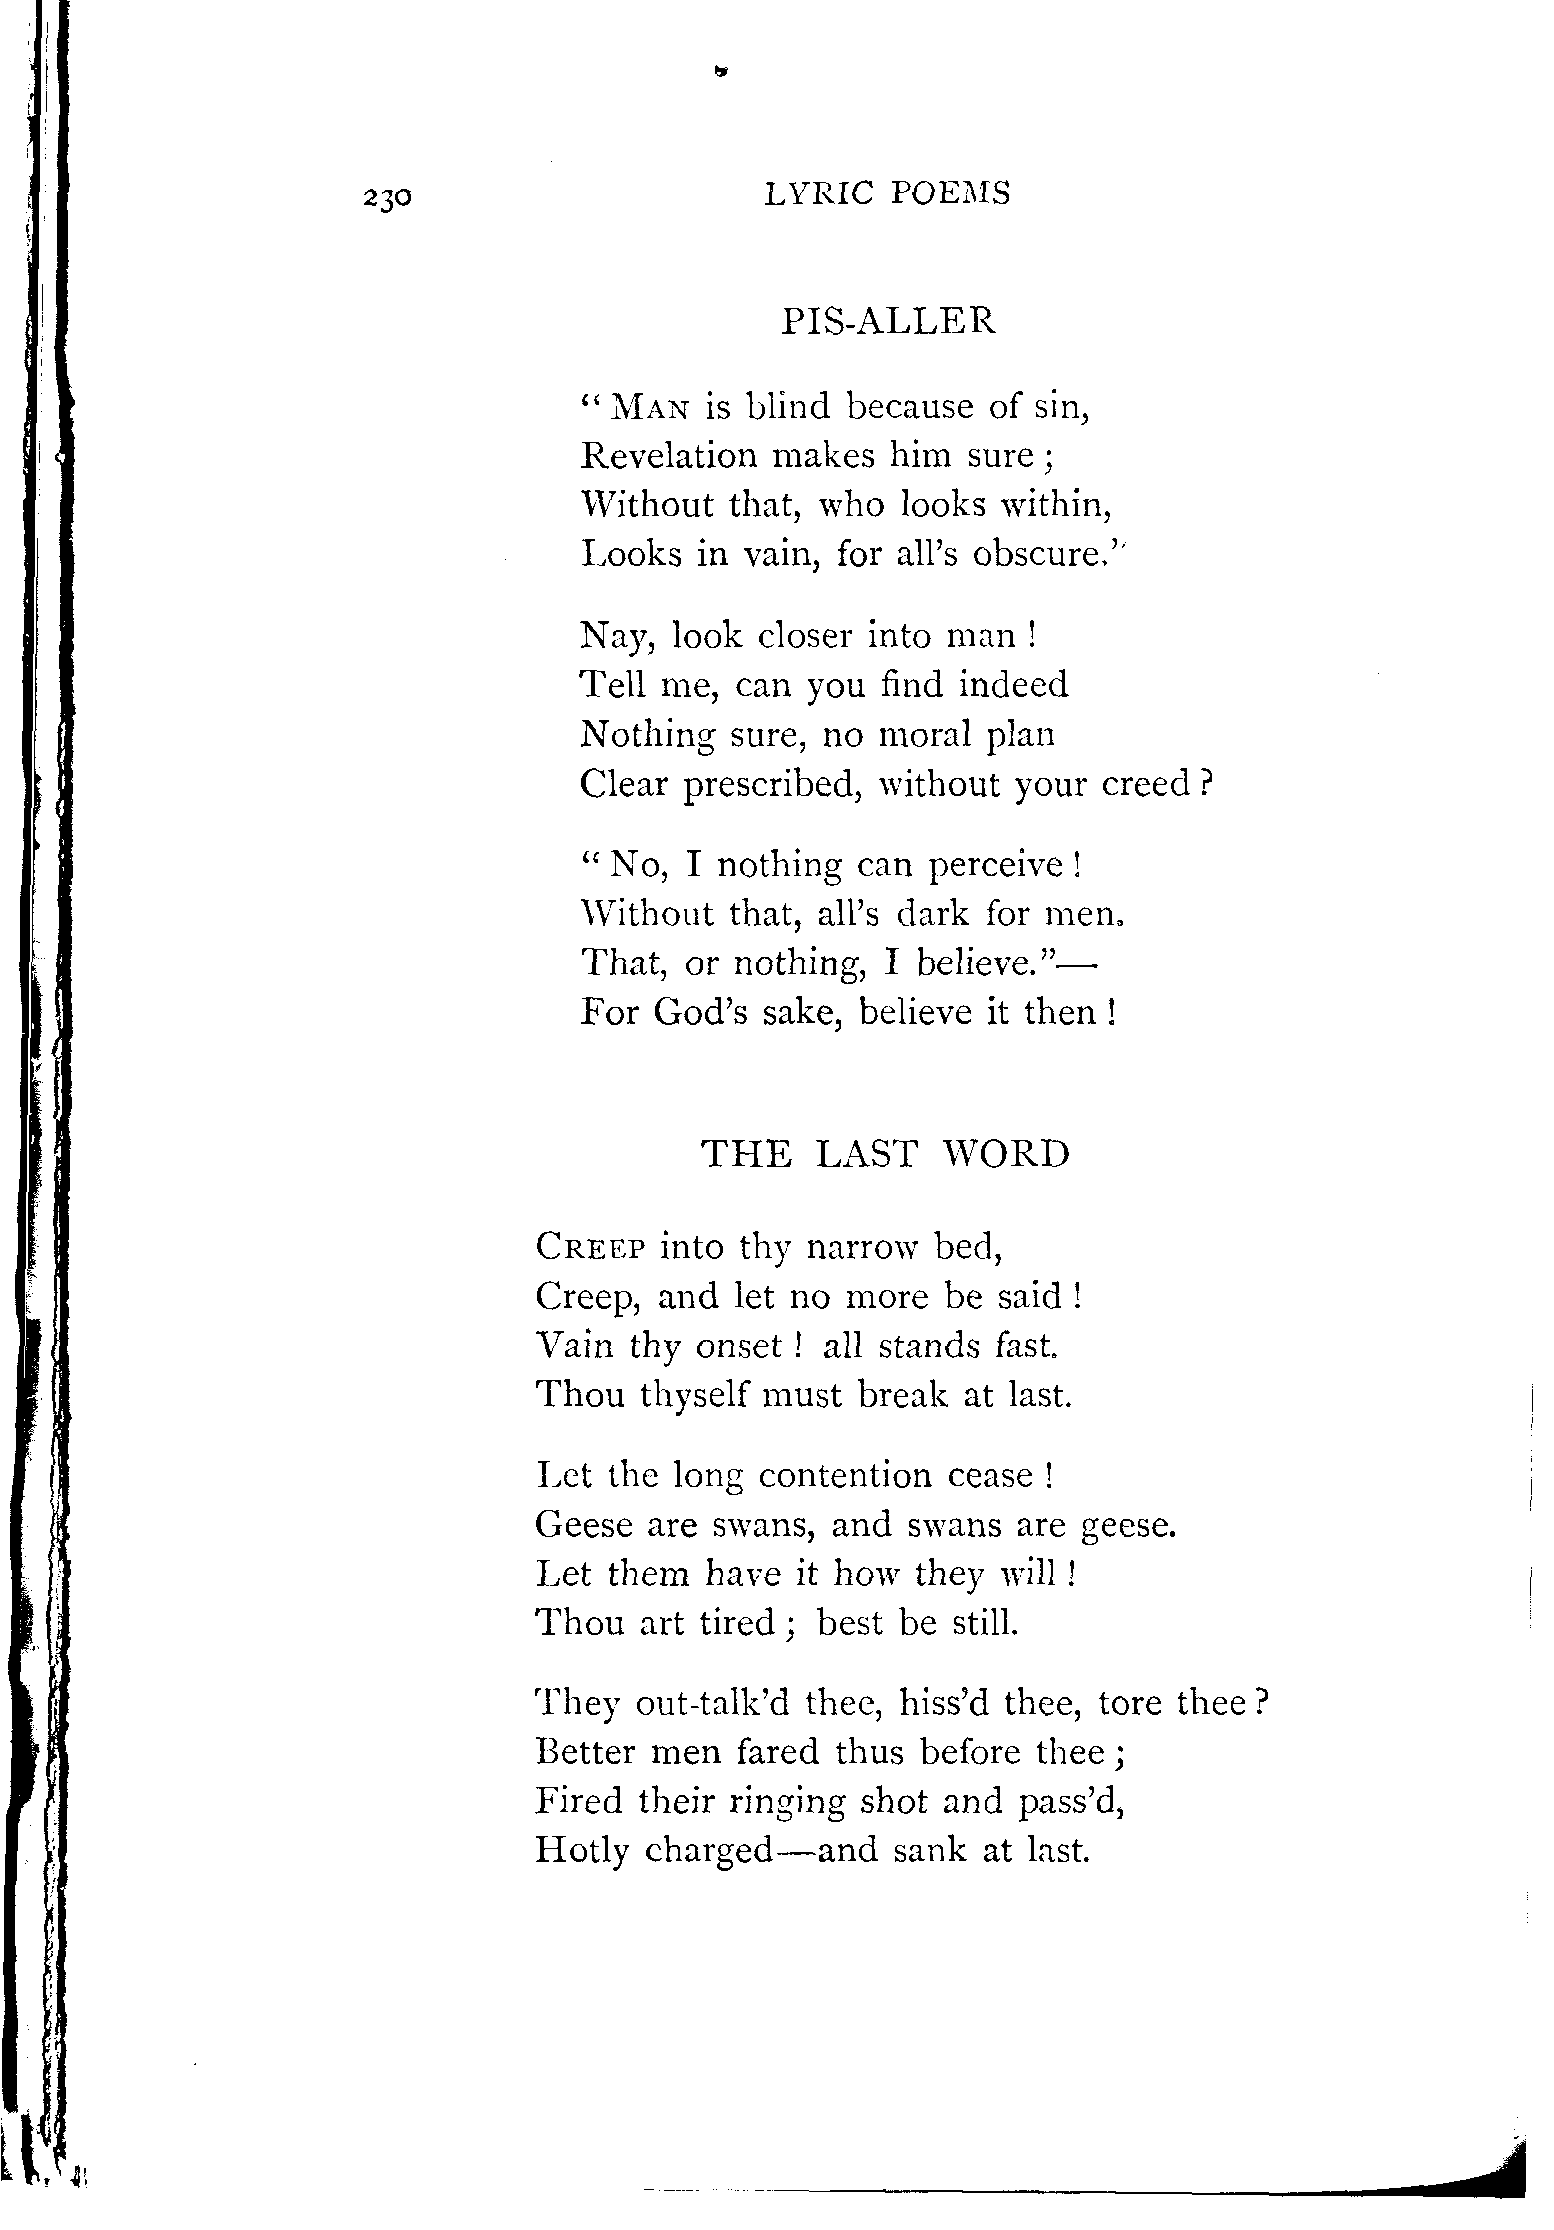 230 LYRIC POEMS
PIS-ALLER
“ MAN is blind because of sin,
Revelation makes him sure ;
Without that, who looks within,
Looks in vain, for all’s obscure.”
Nay, look closer into man !
Tell me, can you find indeed
Nothing sure, no moral plan
Clear prescribed, without your creed ?
“ No, I nothing can perceive !
Without that, all’s dark for men.
That, or nothing, I believe.”—
For God’s sake, believe it then !
THE LAST WORD
CREEP into thy narrow bed,
Creep, and let no more be said !
Vain thy onset ! all stands fast.
Thou thyself must break at last.
Let the long contention cease !
Geese are swans, and swans are geese.
Let them have it how they will !
Thou art tired ; best be still.
They out-talk’d thee, hiss’d thee, tore thee ?
Better men fared thus before thee ;
Fired their ringing shot and pass’d,
Hotly charged—and sank at last.